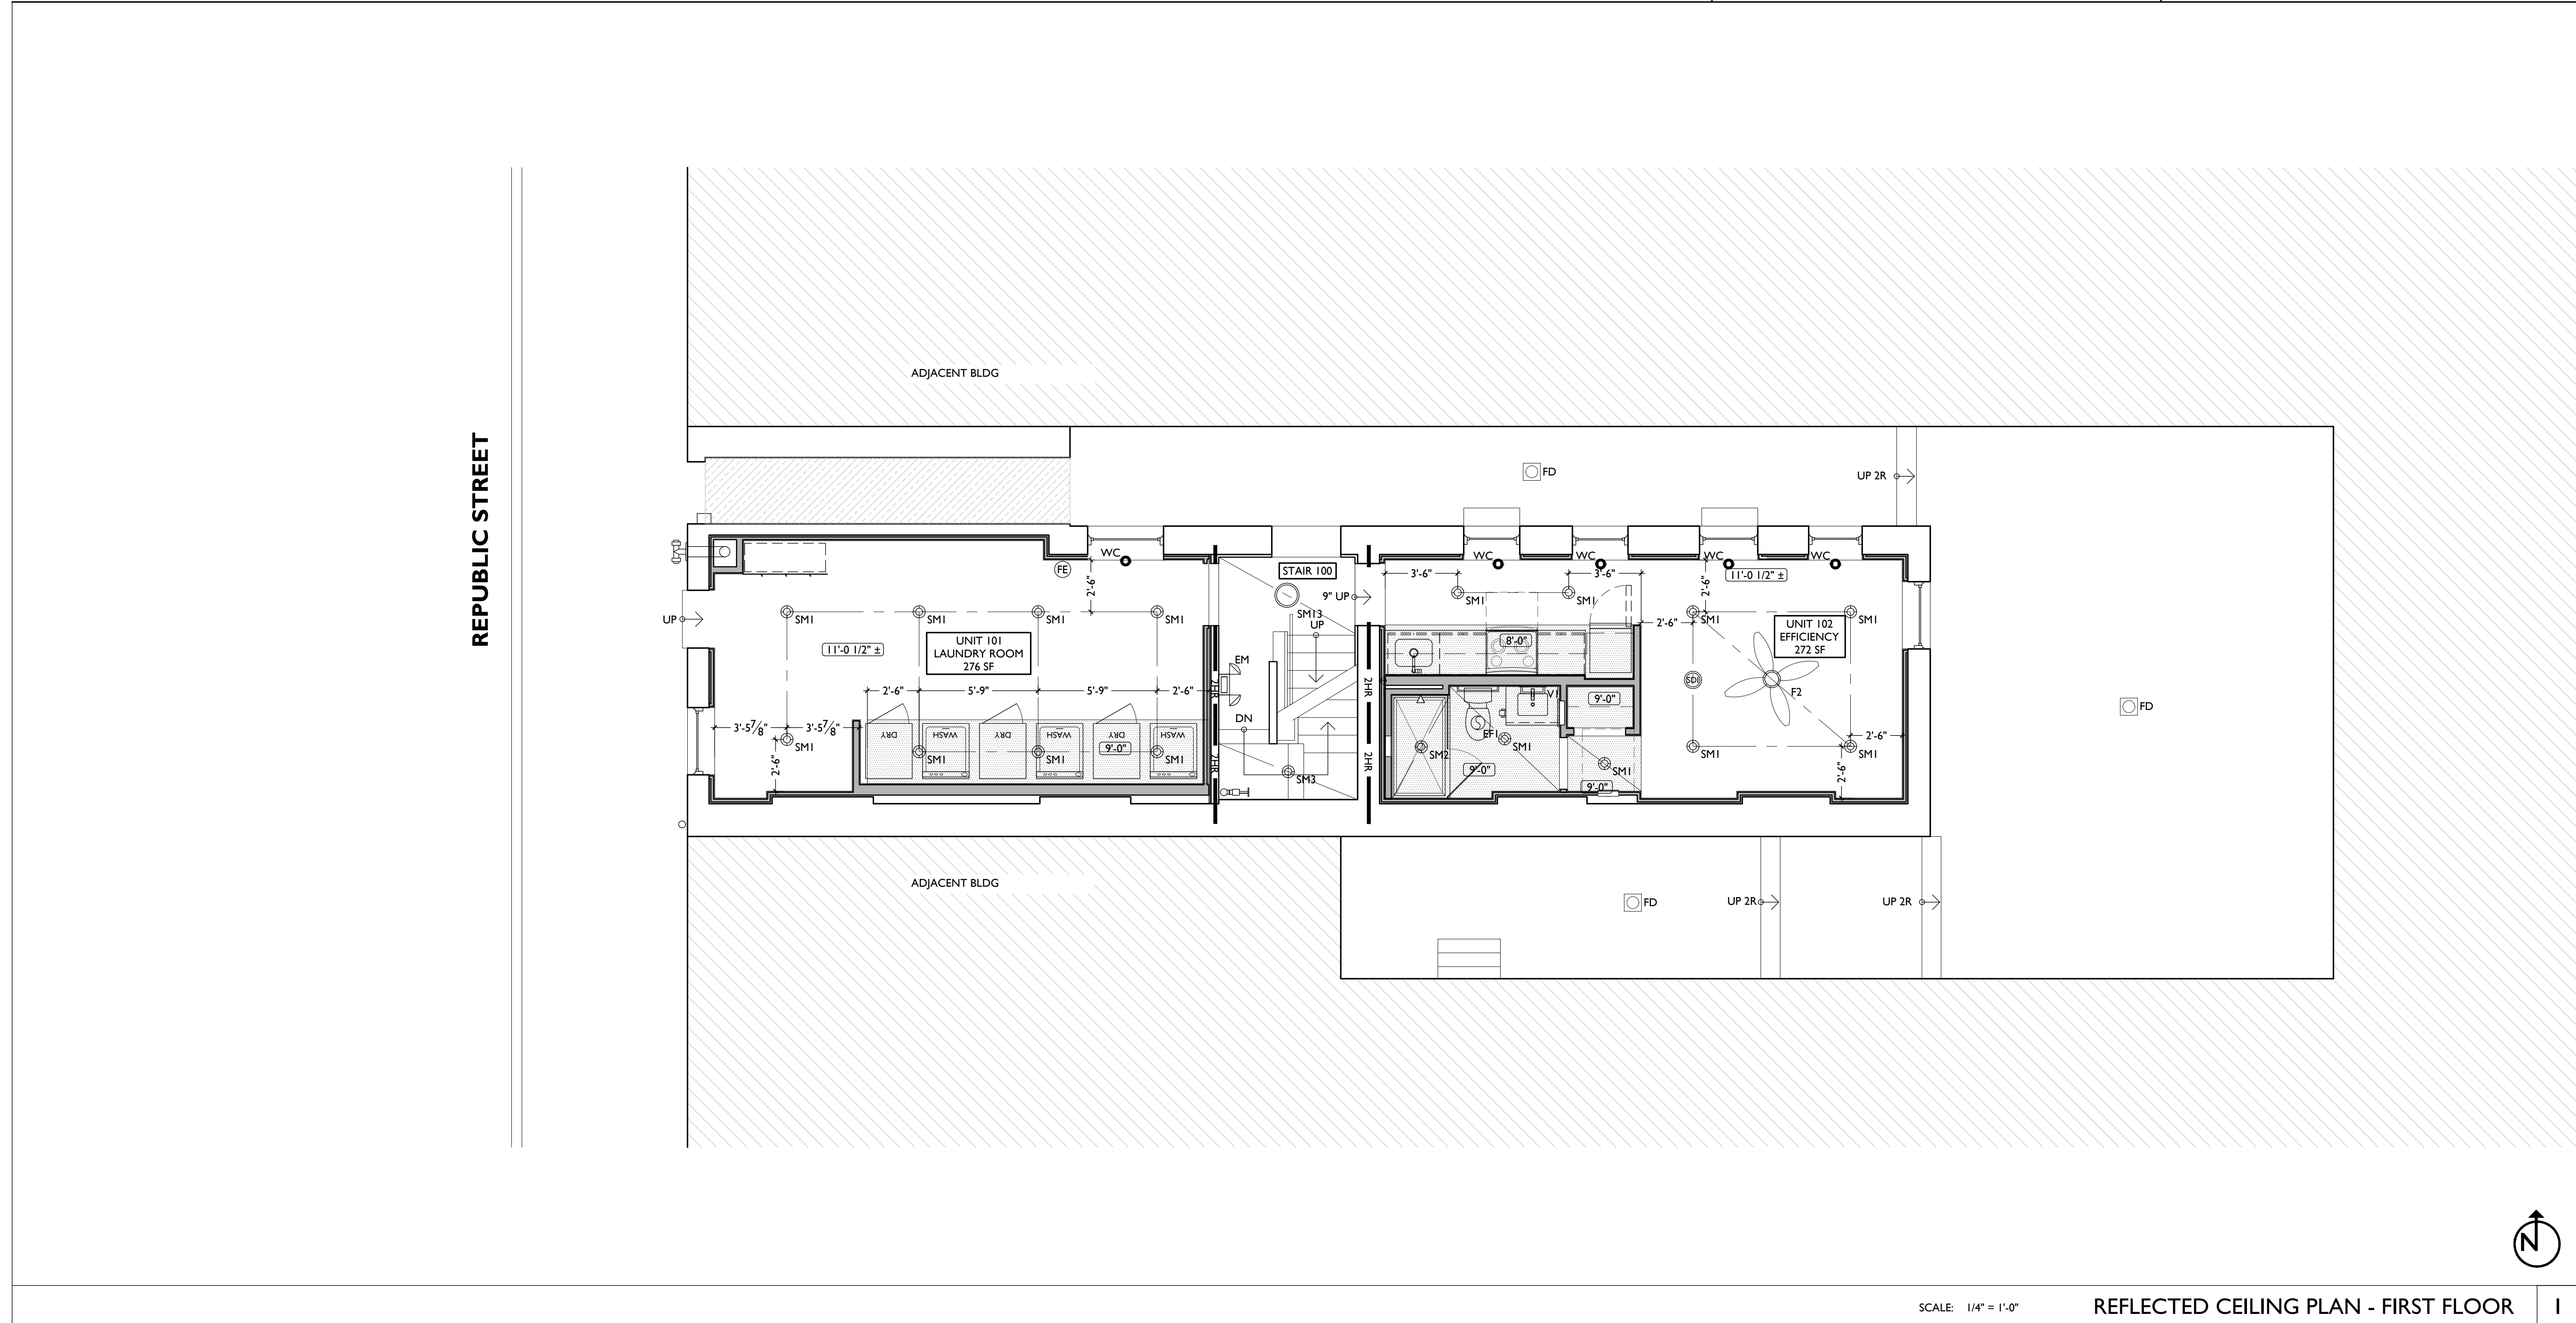 ADJACENT BLDG
REPUBLIC STREET
FD
UP 2R
WC
FE
2'-6"
STAIR 100
9" UP
SM13
UP
WC
WC
WC
WC
3'-6"
3'-6"
2'-6"
11'-0 1/2" ±
SM1
SM1
UP
SM1
SM1
SM1
SM1
11'-0 1/2" ±
UNIT 101
LAUNDRY ROOM
276 SF
2'-6"
5'-9"
5'-9"
2'-6"
3'-5 7/8"
3'-5 7/8"
2'-6"
SM1
DRY
WASH
DRY
WASH
DRY
WASH
9'-0"
SM1
SM1
SM1
EM
DN
SM3
2HR
2HR
2HR
2HR
8'-0"
2'-6"
SM1
SM1
UNIT 102
EFFICIENCY
272 SF
SD1
F2
V1
9'-0"
EF1
SM1
SM2
9'-0"
SM1
9'-0"
SM1
SM1
2'-6"
2'-6"
FD
ADJACENT BLDG
FD
UP 2R
UP 2R
N
SCALE: 1/4" = 1'-0"
REFLECTED CEILING PLAN - FIRST FLOOR
1